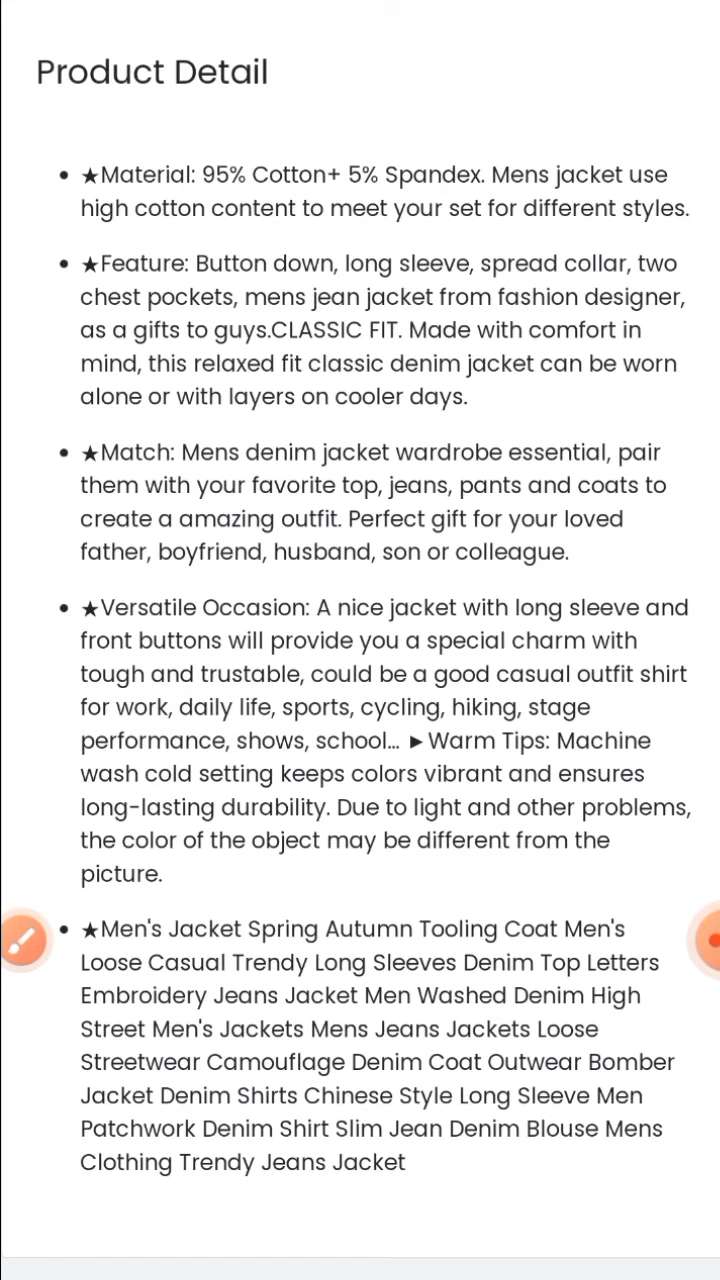 Product Detail
★Material: 95% Cotton+ 5% Spandex. Mens jacket use
high cotton content to meet your set for different styles.
★Feature: Button down, long sleeve, spread collar, two
chest pockets, mens jean jacket from fashion designer,
as a gifts to guys.CLASSIC FIT. Made with comfort in
mind, this relaxed fit classic denim jacket can be worn
alone or with layers on cooler days.
★Match: Mens denim jacket wardrobe essential, pair
them with your favorite top, jeans, pants and coats to
create a amazing outfit. Perfect gift for your loved
father, boyfriend, husband, son or colleague.
★Versatile Occasion: A nice jacket with long sleeve and
front buttons will provide you a special charm with
tough and trustable, could be a good casual outfit shirt
for work, daily life, sports, cycling, hiking, stage
performance, shows, school... ►Warm Tips: Machine
wash cold setting keeps colors vibrant and ensures
long-lasting durability. Due to light and other problems,
the color of the object may be different from the
picture.
★Men's Jacket Spring Autumn Tooling Coat Men's
Loose Casual Trendy Long Sleeves Denim Top Letters
Embroidery Jeans Jacket Men Washed Denim High
Street Men's Jackets Mens Jeans Jackets Loose
Streetwear Camouflage Denim Coat Outwear Bomber
Jacket Denim Shirts Chinese Style Long Sleeve Men
Patchwork Denim Shirt Slim Jean Denim Blouse Mens
Clothing Trendy Jeans Jacket